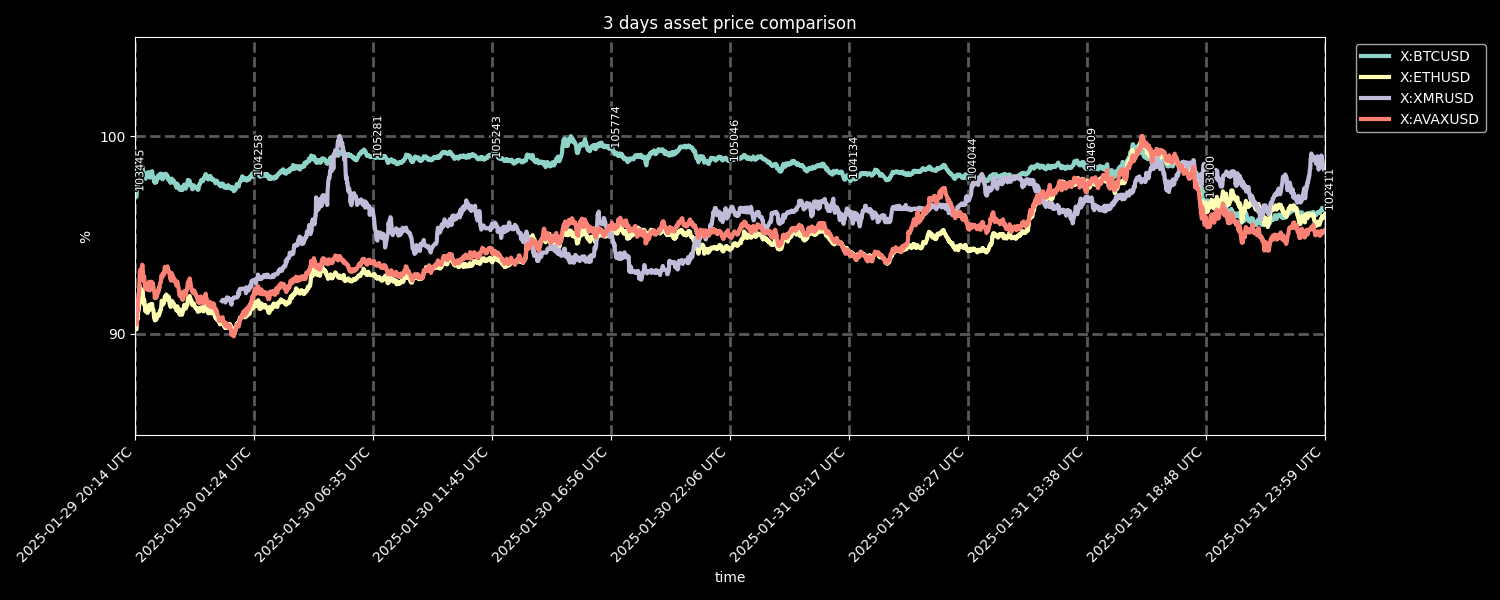 3 days asset price comparison
X:BTCUSD
X:ETHUSD
X:XMRUSD
X:AVAXUSD
%
100
90
104258
105281
105243
105774
105046
104134
104044
104609
103100
102411
2025-01-29 20:14 UTC
2025-01-30 01:24 UTC
2025-01-30 06:35 UTC
2025-01-30 11:45 UTC
2025-01-30 16:56 UTC
2025-01-30 22:06 UTC
2025-01-31 03:17 UTC
2025-01-31 08:27 UTC
2025-01-31 13:38 UTC
2025-01-31 18:48 UTC
2025-01-31 23:59 UTC
time